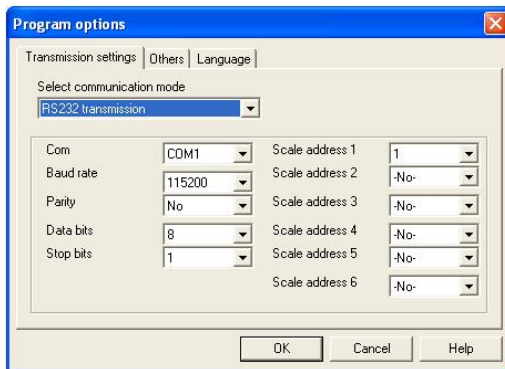 Program options
Transmission settings Others Language
Select communication mode
RS232 transmission
Com COM1 Scale address 1 1
Baud rate 115200 Scale address 2 -No-
Parity No Scale address 3 -No-
Data bits 8 Scale address 4 -No-
Stop bits 1 Scale address 5 -No-
Scale address 6 -No-
OK Cancel Help